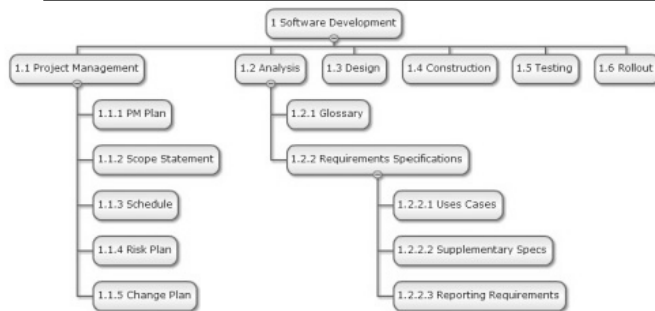 1 Software Development
1.1 Project Management
1.2 Analysis
1.3 Design
1.4 Construction
1.5 Testing
1.6 Rollout
1.1.1 PM Plan
1.1.2 Scope Statement
1.1.3 Schedule
1.1.4 Risk Plan
1.1.5 Change Plan
1.2.1 Glossary
1.2.2 Requirements Specifications
1.2.2.1 Uses Cases
1.2.2.2 Supplementary Specs
1.2.2.3 Reporting Requirements